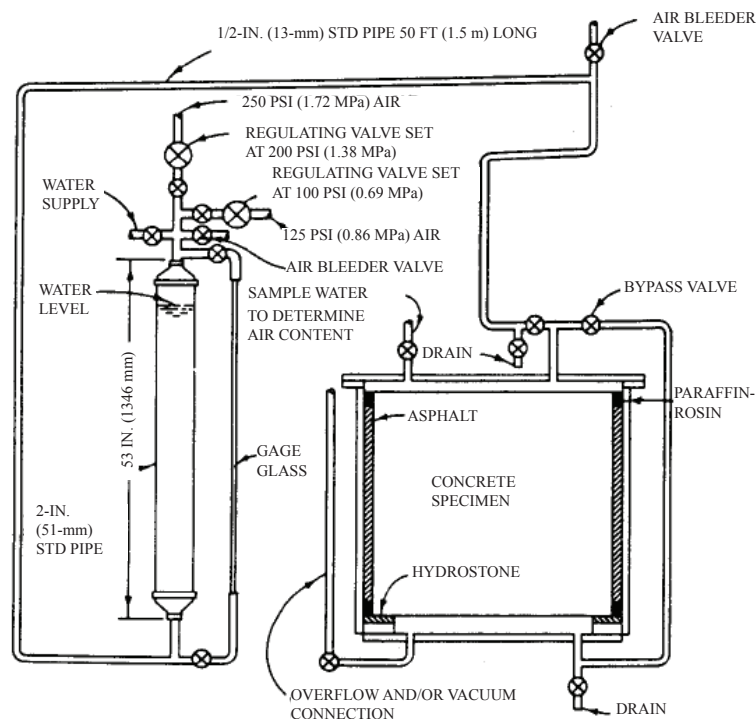 AIR BLEEDER
VALVE
1/2-IN. (13-mm) STD PIPE 50 FT (1.5 m) LONG
250 PSI (1.72 MPa) AIR
REGULATING VALVE SET
AT 200 PSI (1.38 MPa)
REGULATING VALVE SET
AT 100 PSI (0.69 MPa)
WATER
SUPPLY
125 PSI (0.86 MPa) AIR
AIR BLEEDER VALVE
WATER
LEVEL
SAMPLE WATER
TO DETERMINE
AIR CONTENT
BYPASS VALVE
DRAIN
PARAFFIN-
ROSIN
ASPHALT
53 IN. (1346 mm)
GAGE
GLASS
CONCRETE
SPECIMEN
2-IN.
(51-mm)
STD PIPE
HYDROSTONE
OVERFLOW AND/OR VACUUM
CONNECTION
DRAIN